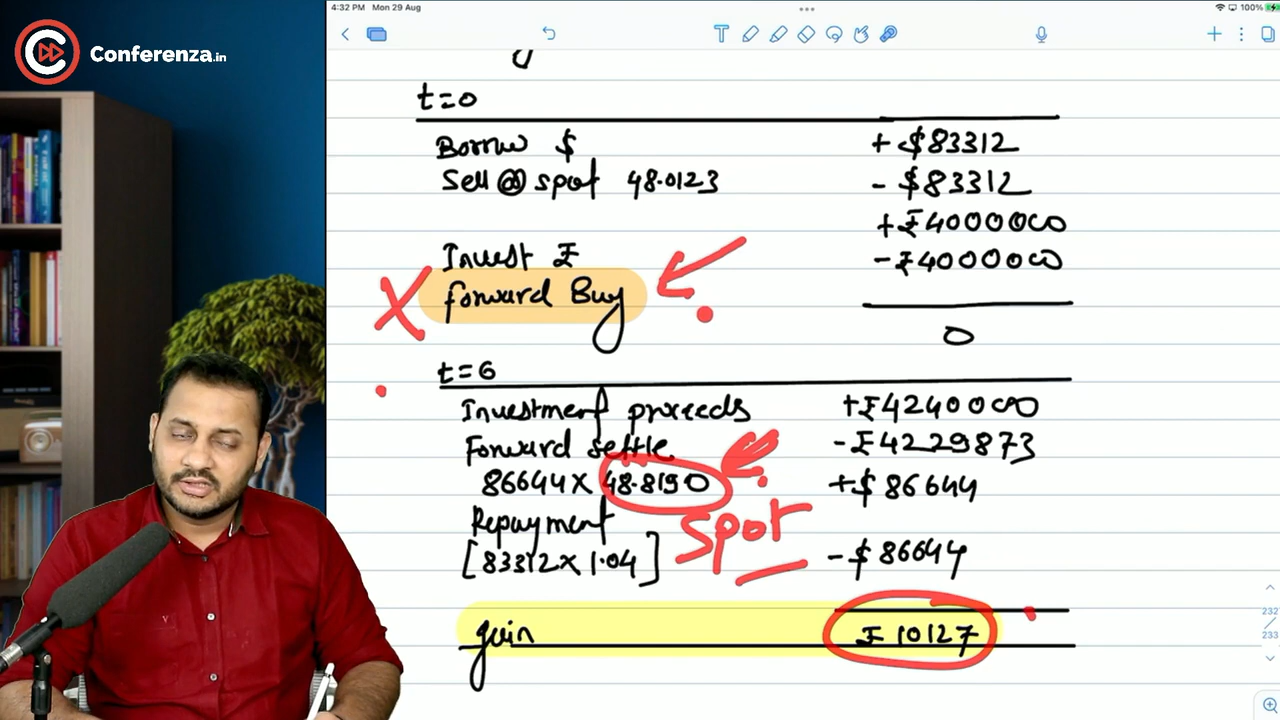 4:32 PM Mon 29 Aug
100%
Conferenza.in
t=0
Borrow $ + $83312
Sell @ spot 48.0123 - $83312
+₹4000000
Invest ₹ -₹4000000
X forward Buy
0
t=6
Investment proceeds +₹4240000
Forward settle -₹4229873
86644 x 48.8190 +$ 86644
spot
Repayment
[83312 x 1.04] -$ 86644
gain ₹ 10127
232
233